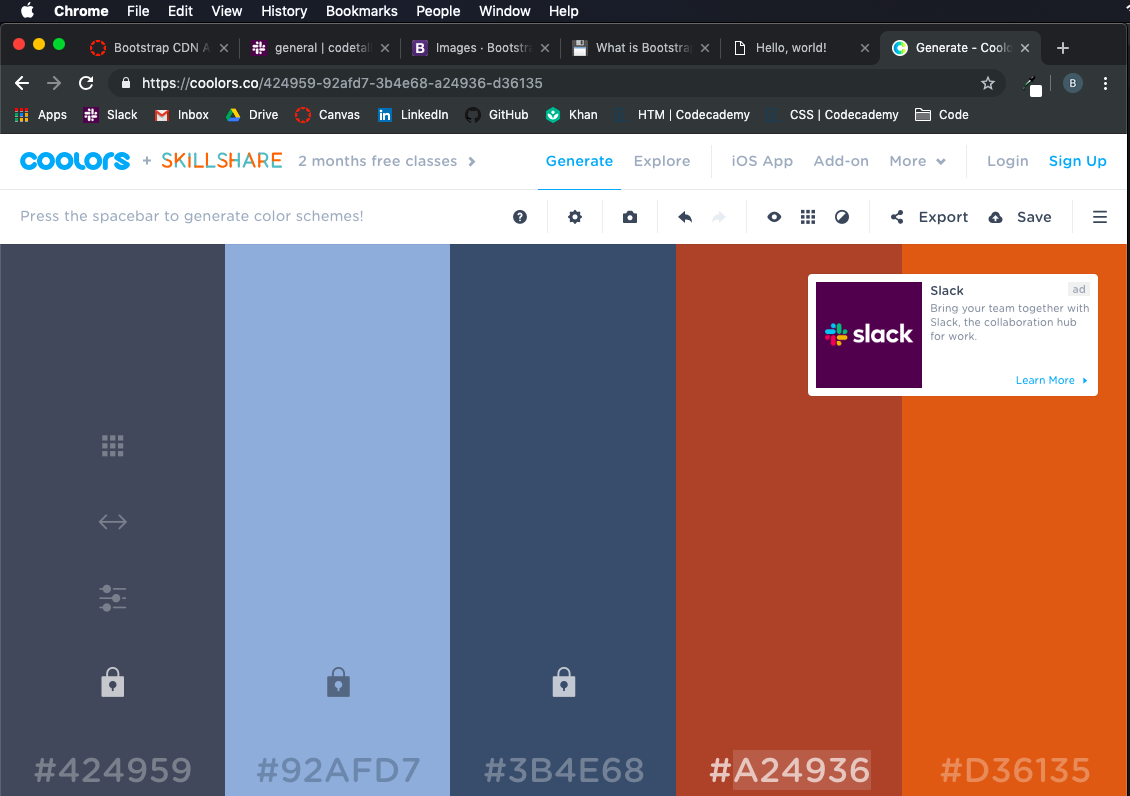 Chrome File Edit View History Bookmarks People Window Help
Bootstrap CDN general | codetal Images · Bootstra What is Bootstrap Hello, world! Generate - Coolo
https://coolors.co/424959-92afd7-3b4e68-a24936-d36135 B
Apps Slack Inbox Drive Canvas LinkedIn GitHub Khan HTM | Codecademy CSS | Codecademy Code
COOLORS + SKILLSHARE 2 months free classes Generate Explore iOS App Add-on More Login Sign Up
Press the spacebar to generate color schemes! Export Save
Slack ad
Bring your team together with
Slack, the collaboration hub
for work.
slack
Learn More
#424959 #92AFD7 #3B4E68 #A24936 #D36135